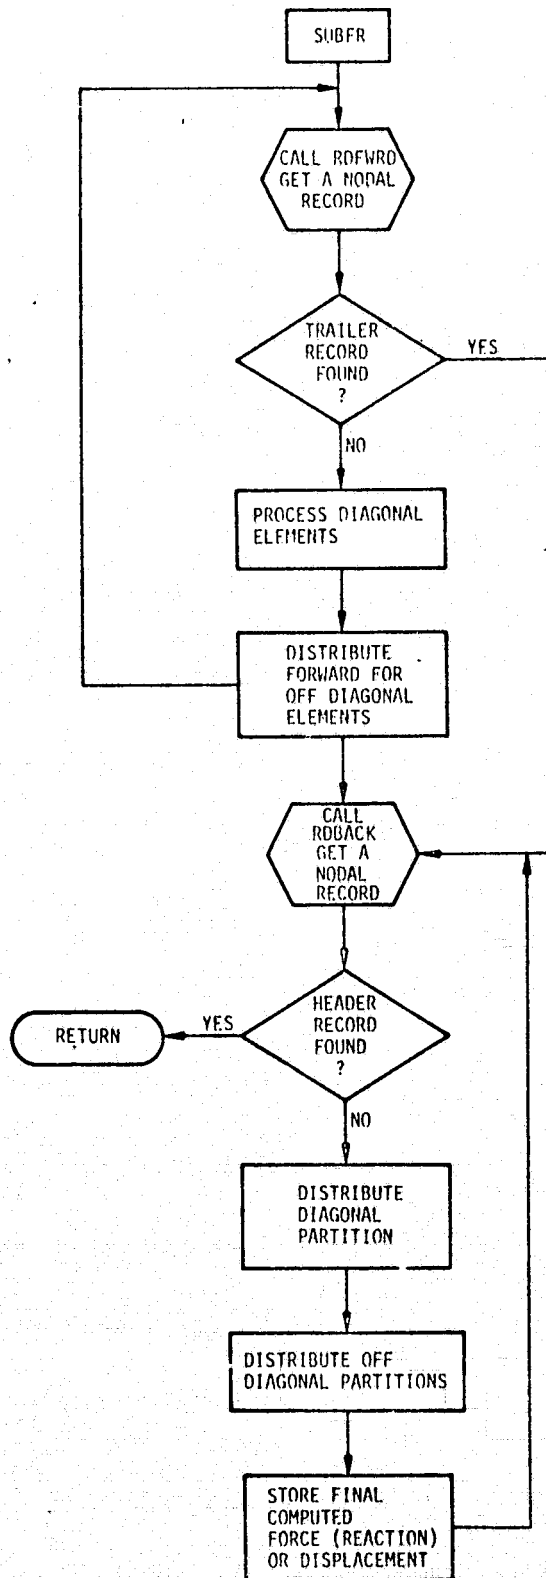 SUBFR
CALL RDFWRD
GET A NODAL
RECORD
TRAILER
RECORD
FOUND
?
YES
NO
PROCESS DIAGONAL
ELEMENTS
DISTRIBUTE
FORWARD FOR
OFF DIAGONAL
ELEMENTS
CALL
RDBACK
GET A
NODAL
RECORD
HEADER
RECORD
FOUND
?
YES
RETURN
NO
DISTRIBUTE
DIAGONAL
PARTITION
DISTRIBUTE OFF
DIAGONAL PARTITIONS
STORE FINAL
COMPUTED
FORCE (REACTION)
OR DISPLACEMENT